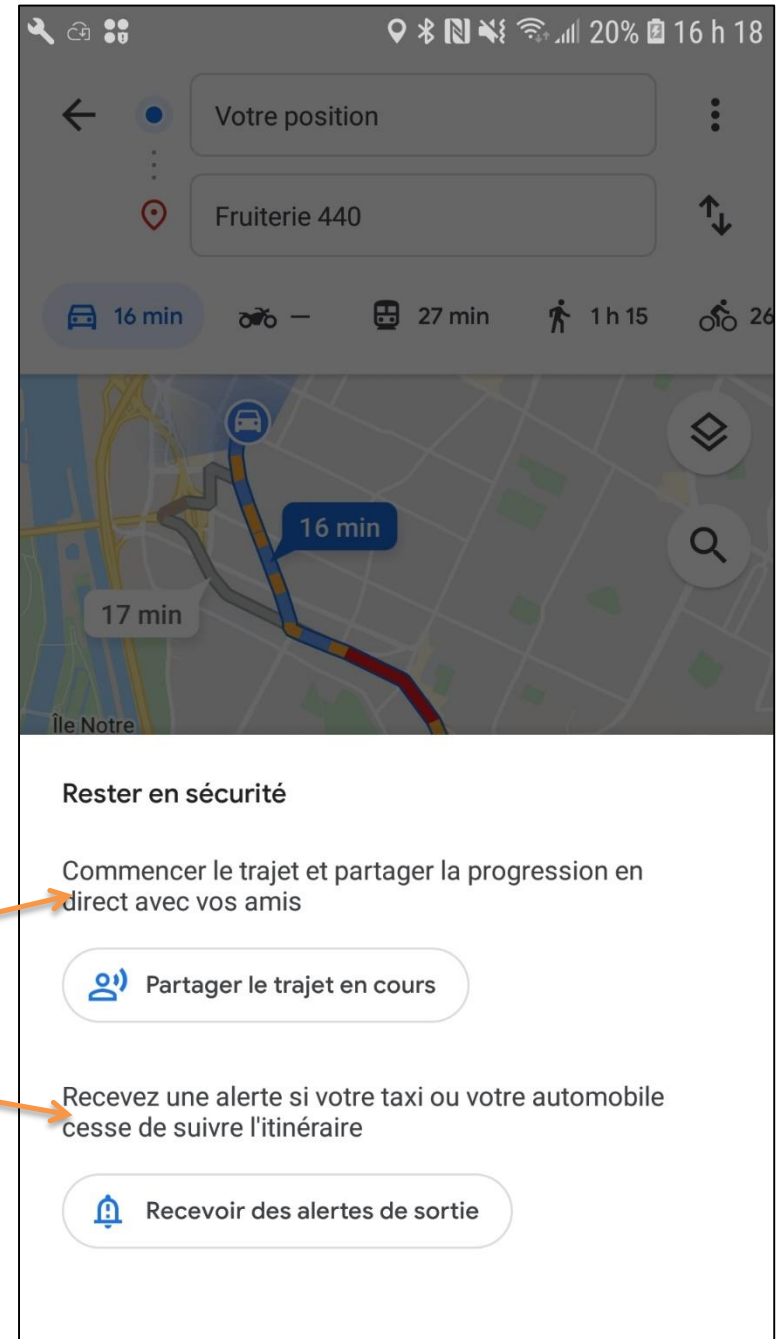 20% 16 h 18
Votre position
Fruiterie 440
16 min — 27 min 1 h 15 26
16 min
17 min
Île Notre
Rester en sécurité
Commencer le trajet et partager la progression en
direct avec vos amis
Partager le trajet en cours
Recevez une alerte si votre taxi ou votre automobile
cesse de suivre l'itinéraire
Recevoir des alertes de sortie